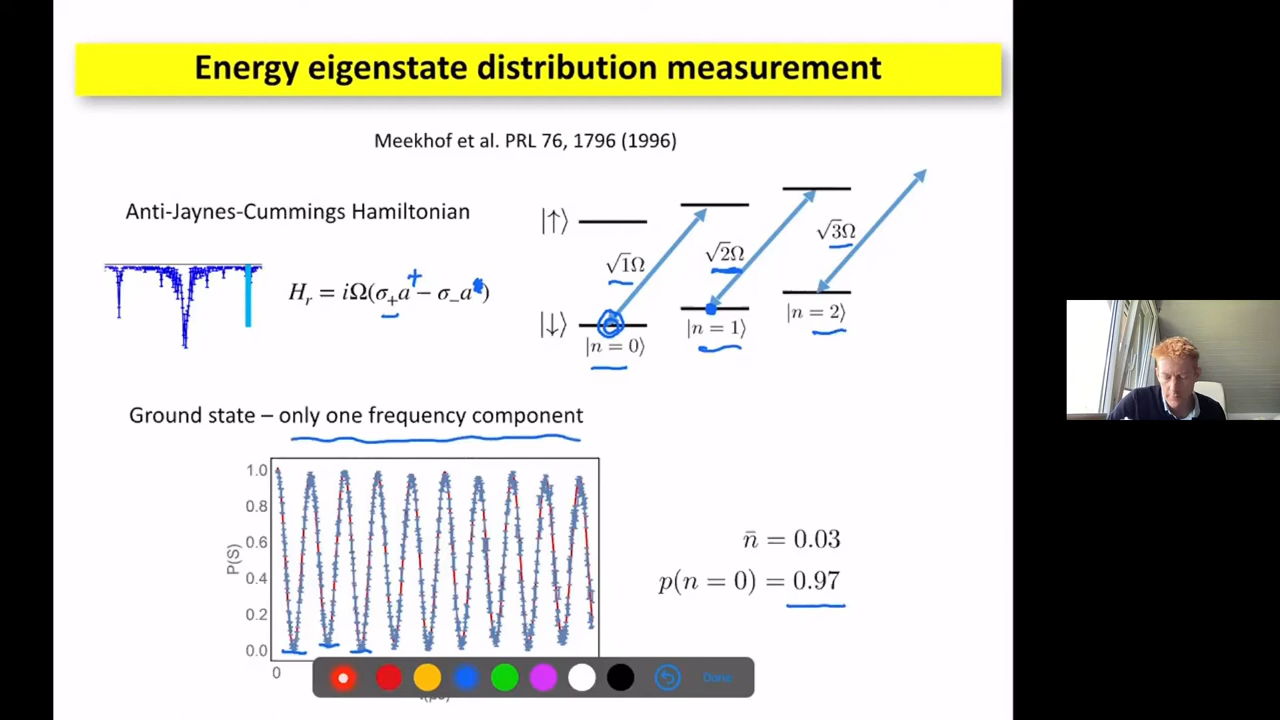 Energy eigenstate distribution measurement
Meekhof et al. PRL 76, 1796 (1996)
Anti-Jaynes-Cummings Hamiltonian
H_r = iΩ(σ₊a† − σ₋a)
|↑⟩
|↓⟩
√1Ω
√2Ω
√3Ω
|n = 0⟩
|n = 1⟩
|n = 2⟩
Ground state – only one frequency component
P(S)
1.0
0.8
0.6
0.4
0.2
0.0
0
n̄ = 0.03
p(n = 0) = 0.97
Done